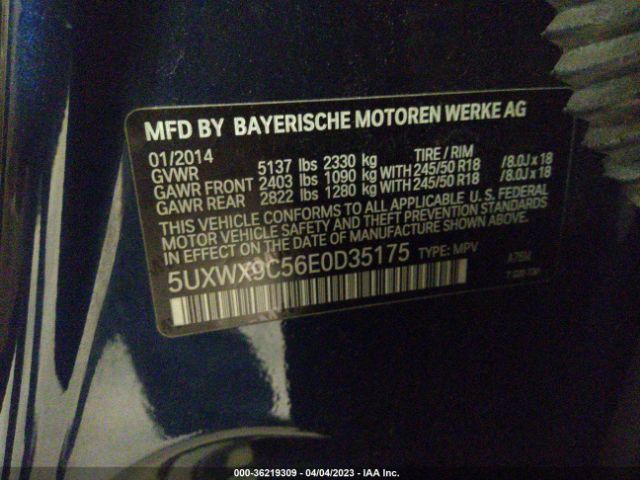 MFD BY BAYERISCHE MOTOREN WERKE AG
01/2014 TIRE / RIM
GVWR 5137 lbs 2330 kg
GAWR FRONT 2403 lbs 1090 kg WITH 245/50 R18 /8.0J x 18
GAWR REAR 2822 lbs 1280 kg WITH 245/50 R18 /8.0J x 18
THIS VEHICLE CONFORMS TO ALL APPLICABLE U. S. FEDERAL
MOTOR VEHICLE SAFETY AND THEFT PREVENTION STANDARDS
IN EFFECT ON THE DATE OF MANUFACTURE SHOWN ABOVE.
5UXWX9C56E0D35175 TYPE: MPV
000-36219309 - 04/04/2023 - IAA Inc.